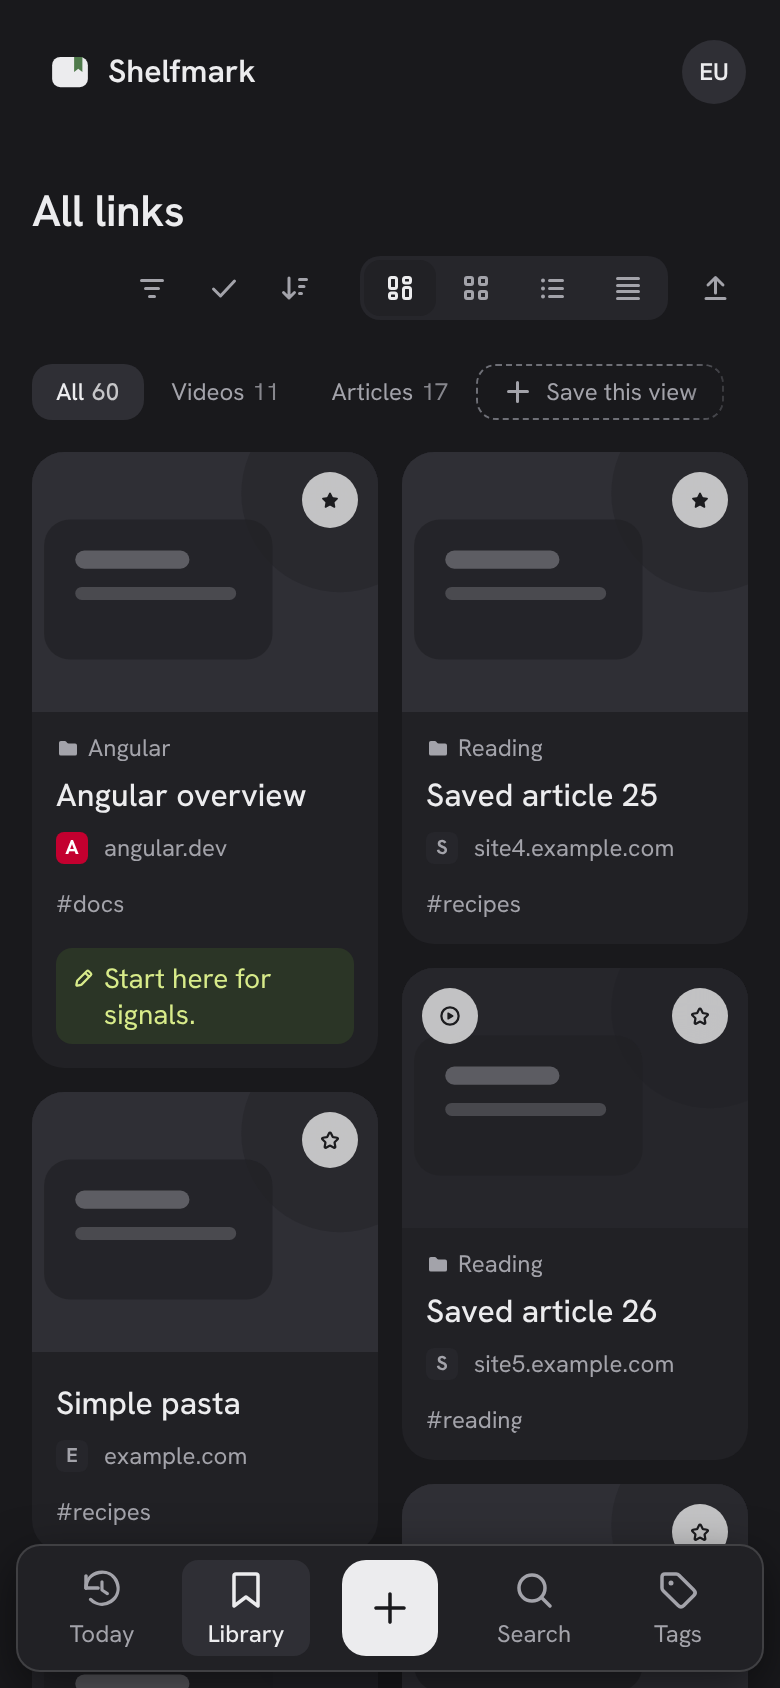 Shelfmark
EU
All links
All 60
Videos 11
Articles 17
Save this view
Angular
Angular overview
A angular.dev
#docs
Start here for
signals.
Simple pasta
E example.com
#recipes
Reading
Saved article 25
S site4.example.com
#recipes
Reading
Saved article 26
S site5.example.com
#reading
Today
Library
Search
Tags